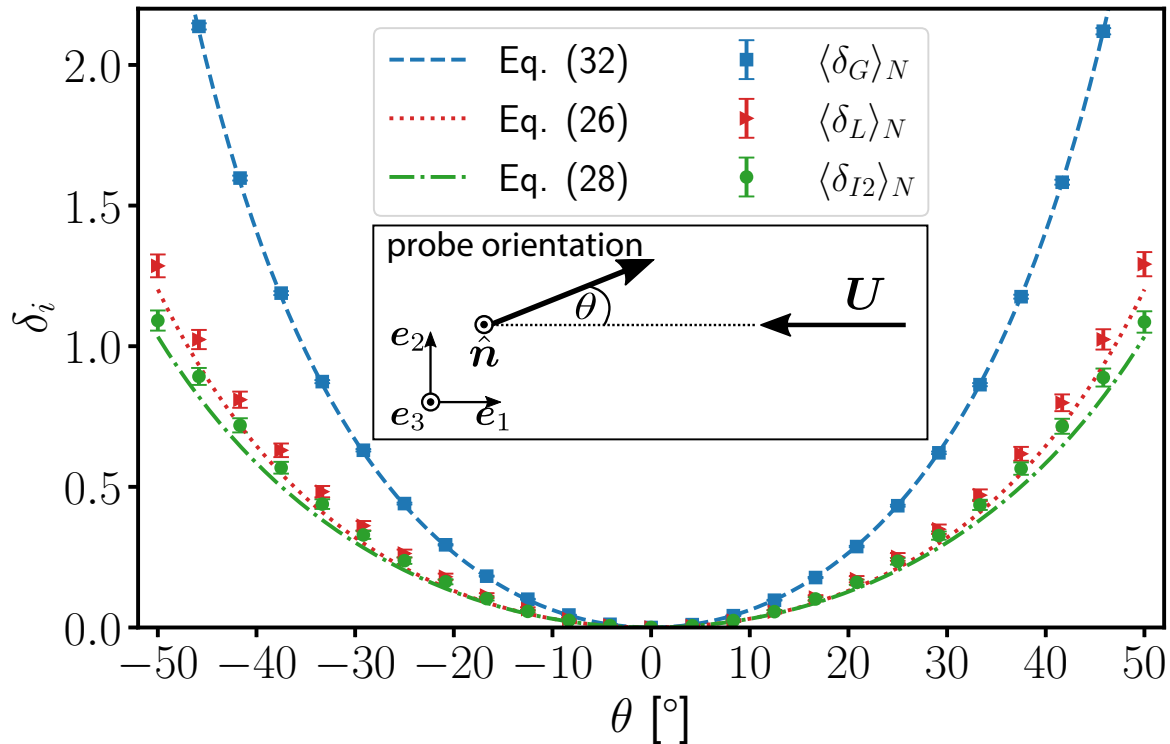 2.0
1.5
1.0
0.5
0.0
δ_i
Eq. (32)
Eq. (26)
Eq. (28)
⟨δ_G⟩_N
⟨δ_L⟩_N
⟨δ_{I2}⟩_N
probe orientation
θ
U
n̂
e_2
e_3
e_1
−50 −40 −30 −20 −10 0 10 20 30 40 50
θ [°]